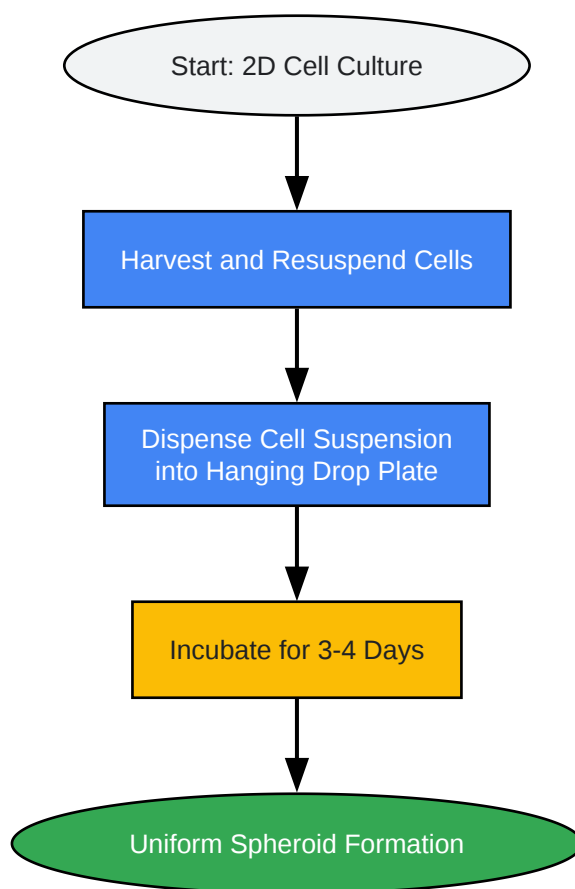 Start: 2D Cell Culture
Harvest and Resuspend Cells
Dispense Cell Suspension
into Hanging Drop Plate
Incubate for 3-4 Days
Uniform Spheroid Formation